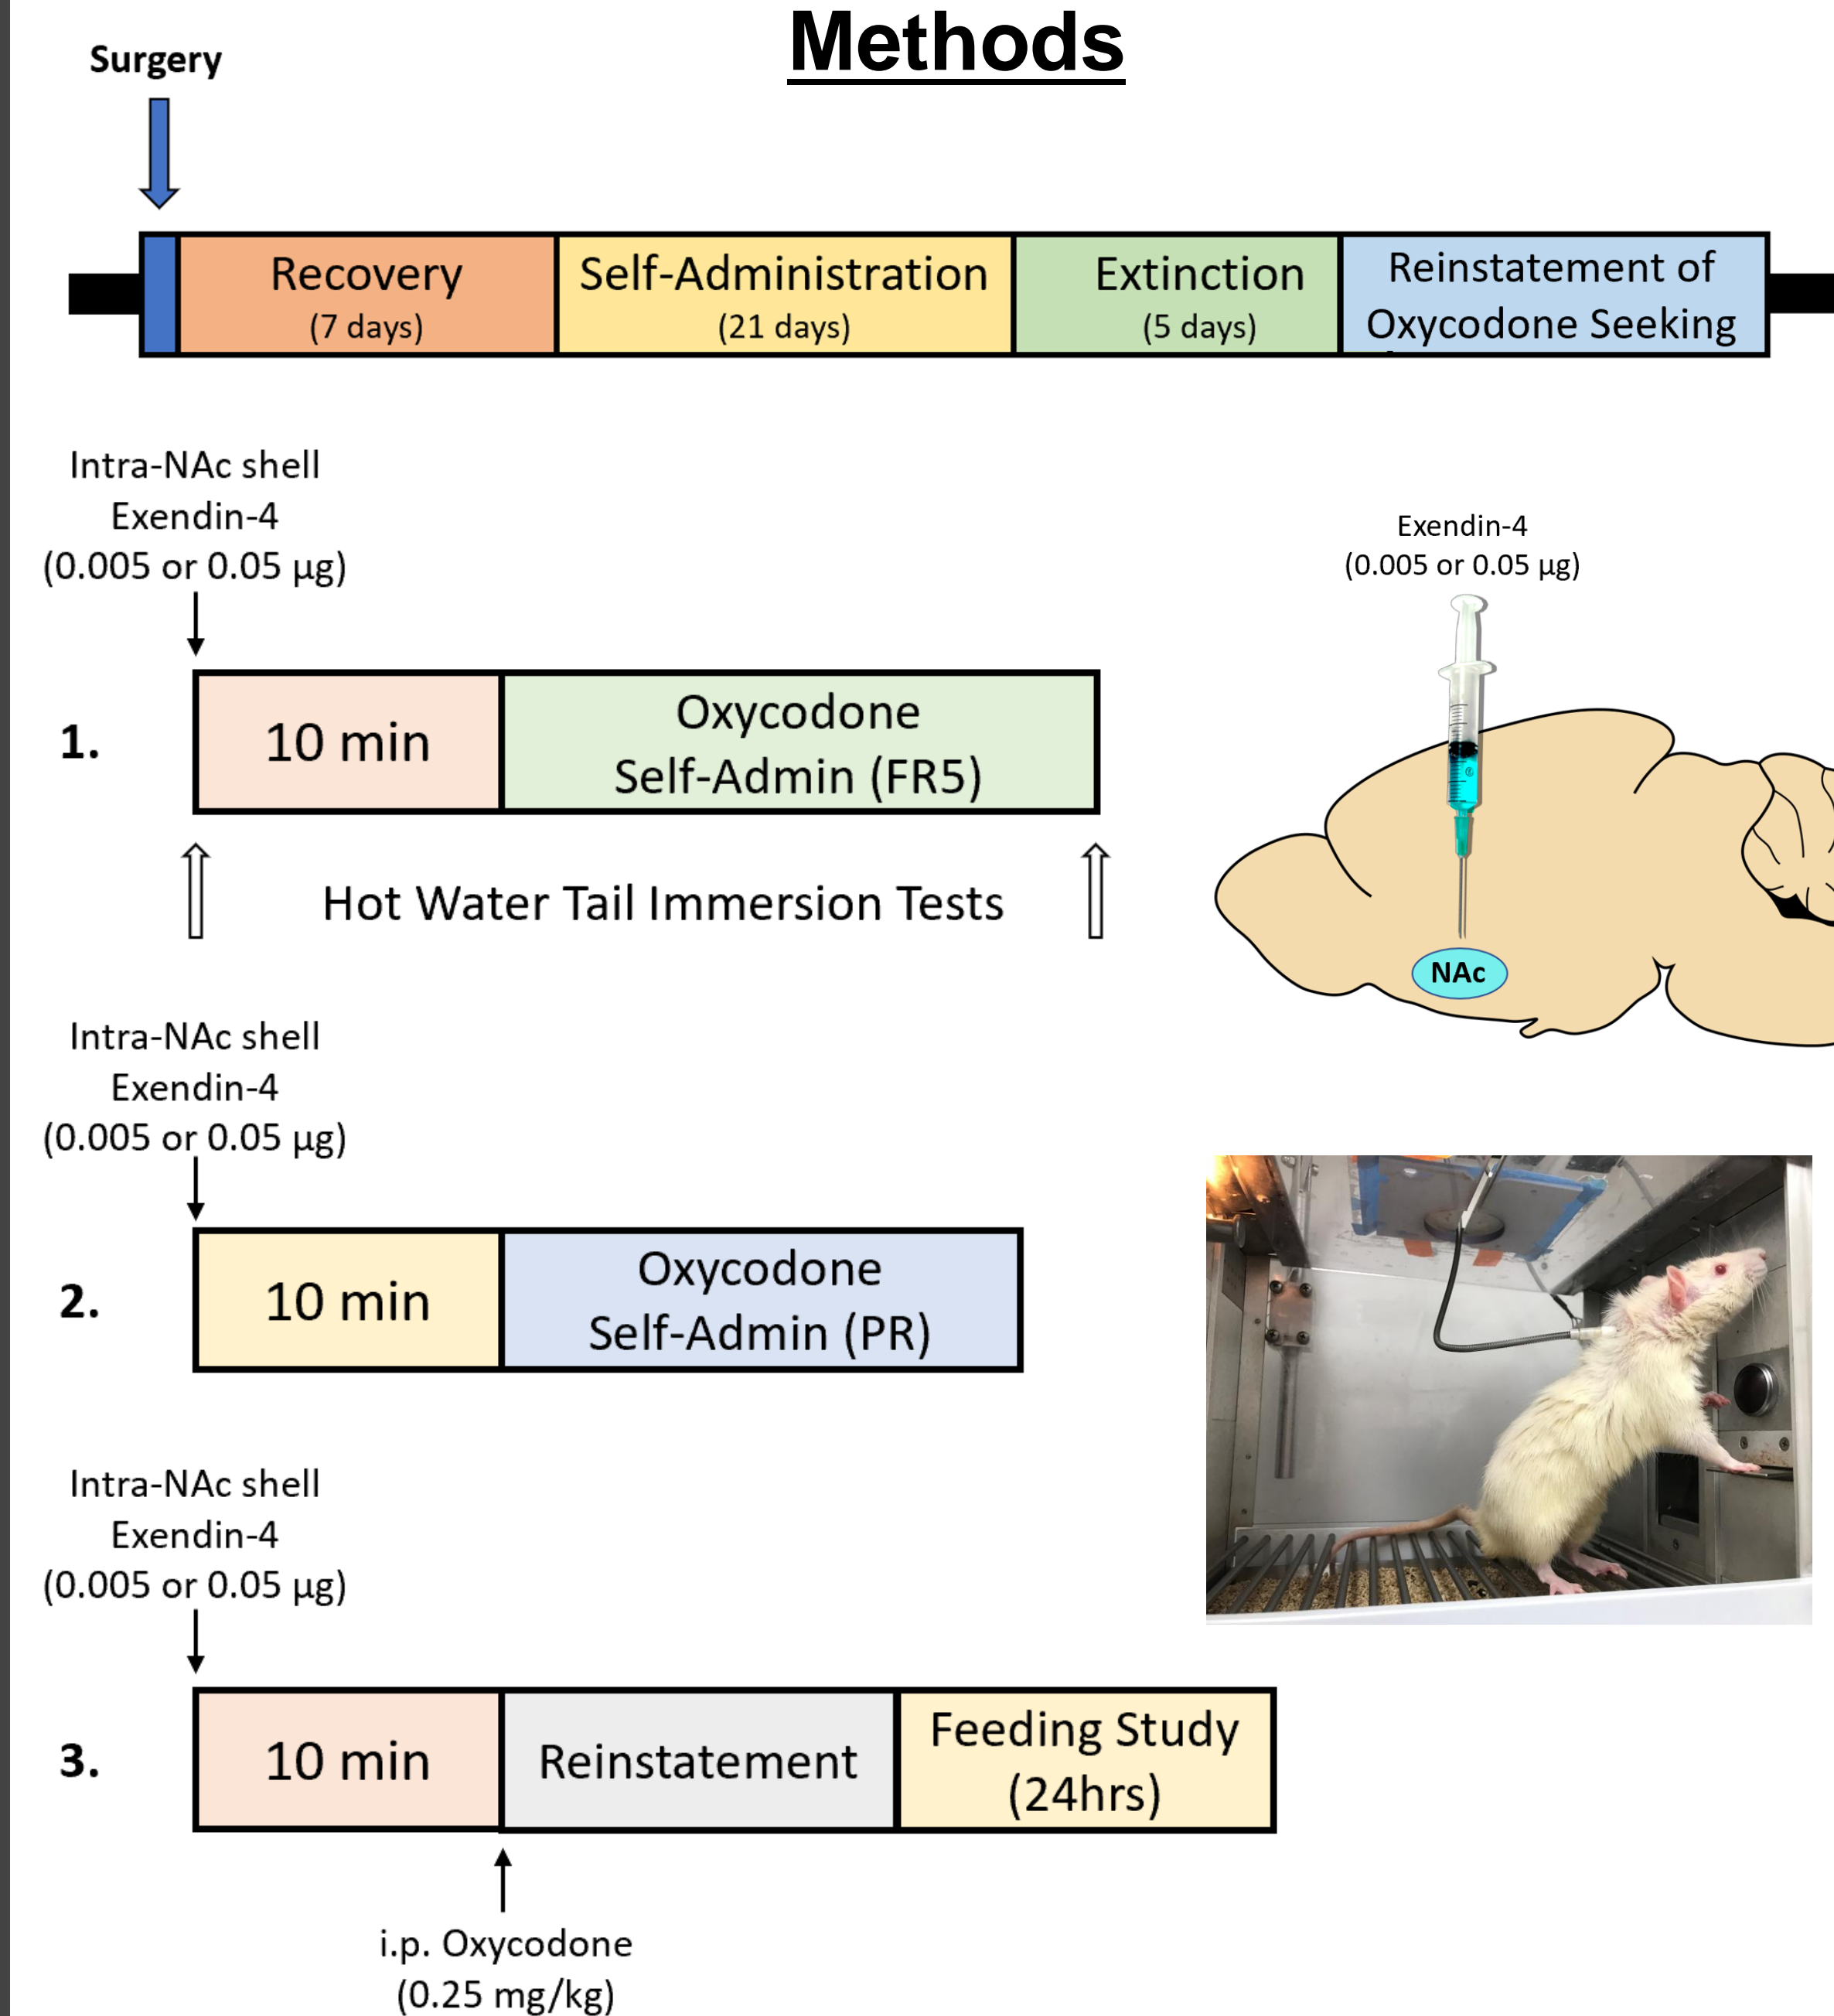 Methods
Surgery
Recovery
(7 days)
Self-Administration
(21 days)
Extinction
(5 days)
Reinstatement of
Oxycodone Seeking
Intra-NAc shell
Exendin-4
(0.005 or 0.05 µg)
1.
10 min
Oxycodone
Self-Admin (FR5)
Hot Water Tail Immersion Tests
Exendin-4
(0.005 or 0.05 µg)
NAc
Intra-NAc shell
Exendin-4
(0.005 or 0.05 µg)
2.
10 min
Oxycodone
Self-Admin (PR)
Intra-NAc shell
Exendin-4
(0.005 or 0.05 µg)
3.
10 min
Reinstatement
Feeding Study
(24hrs)
i.p. Oxycodone
(0.25 mg/kg)